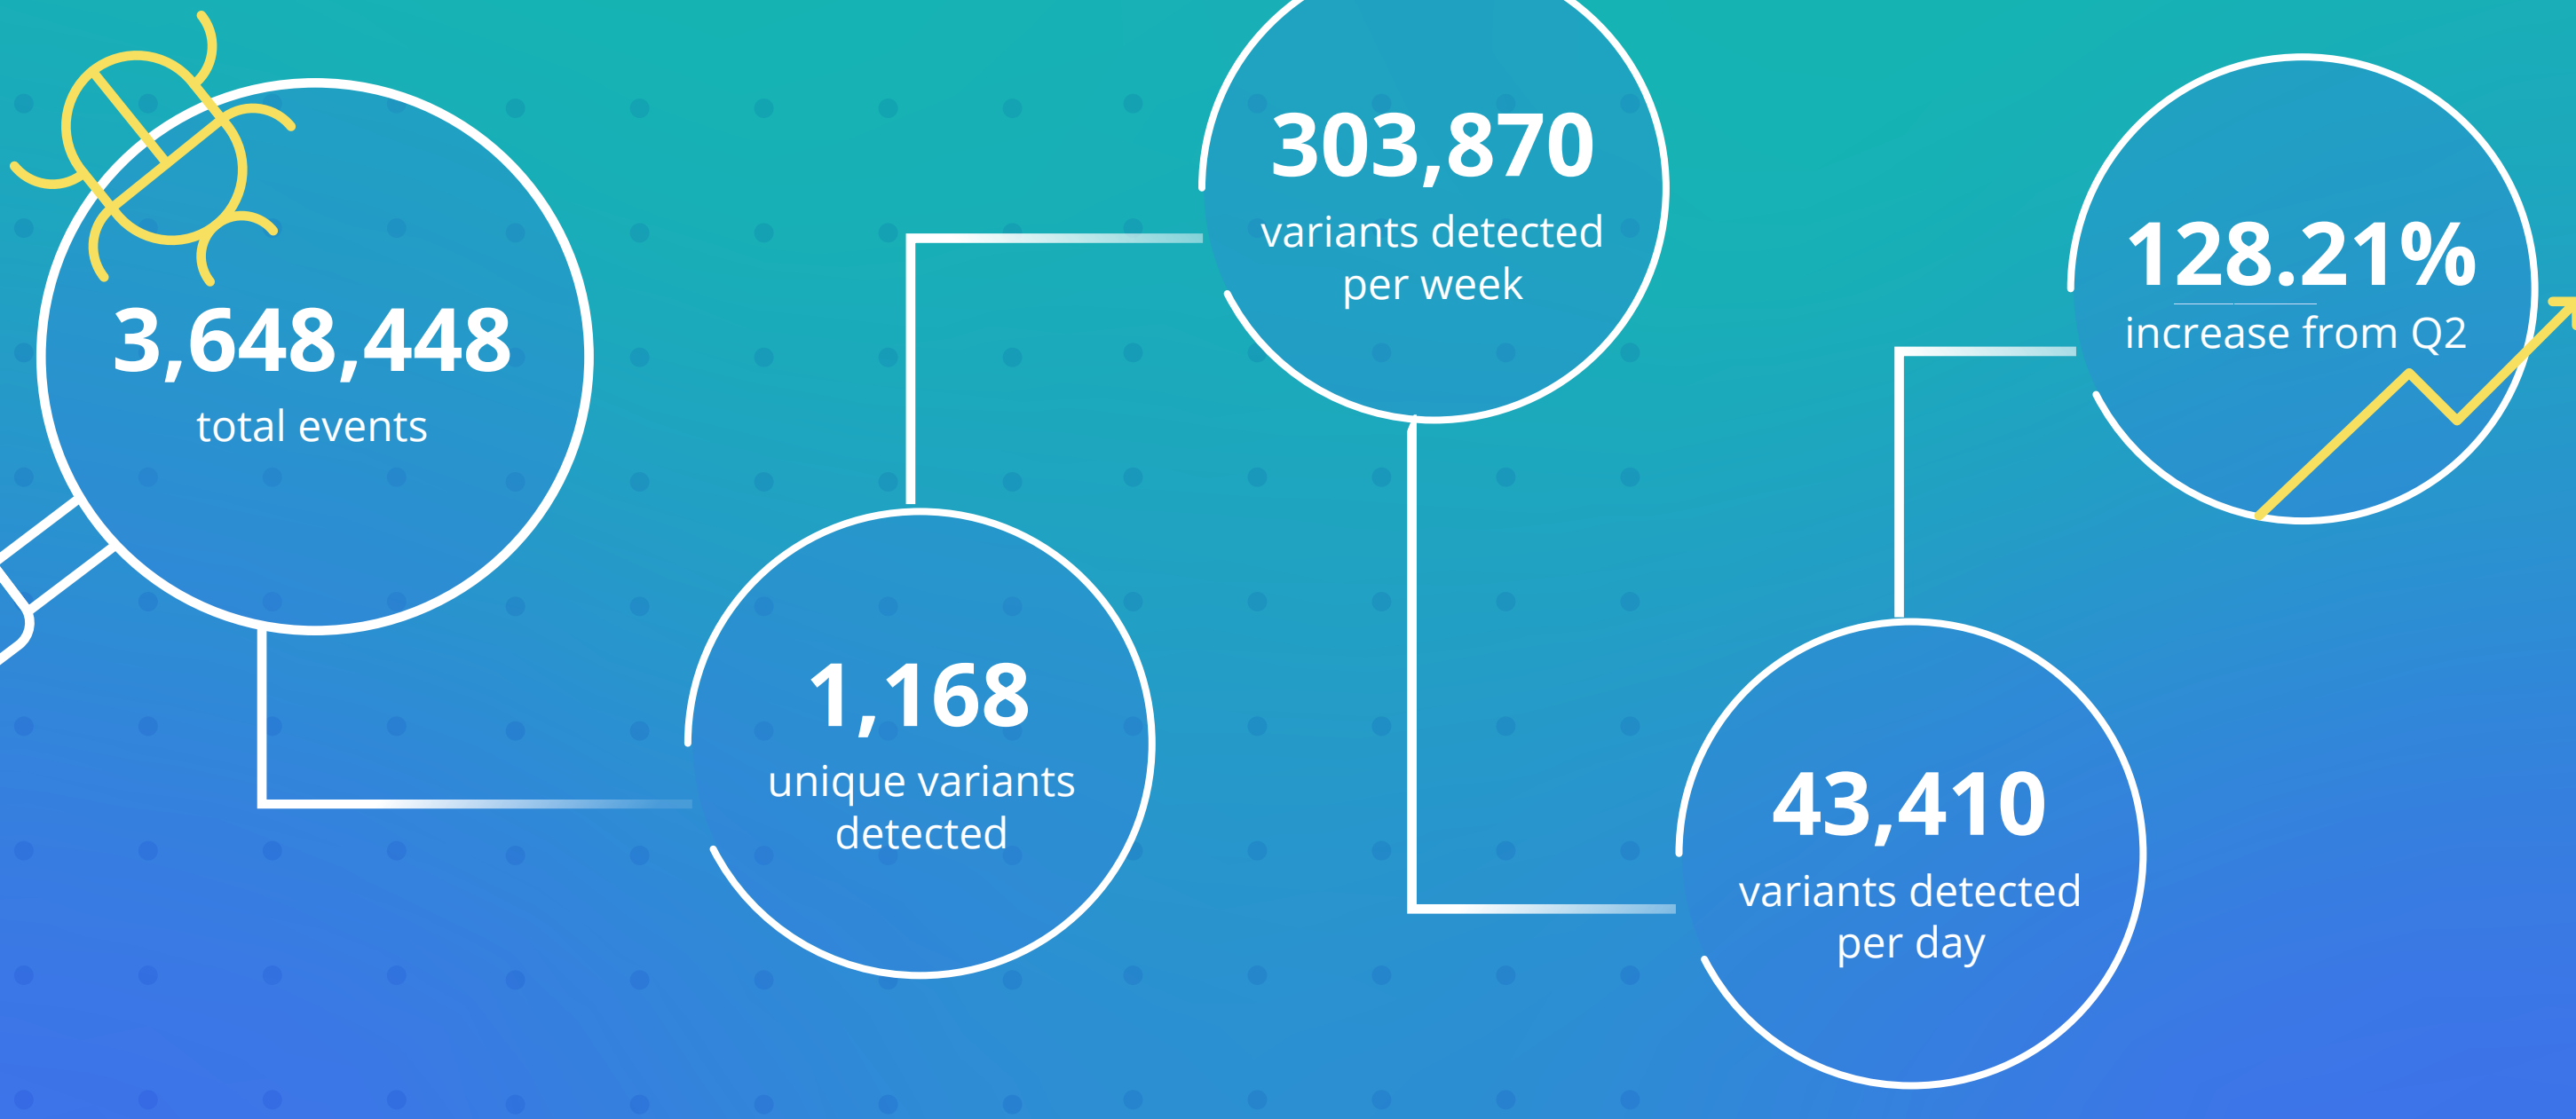 3,648,448
total events
1,168
unique variants
detected
303,870
variants detected
per week
43,410
variants detected
per day
128.21%
increase from Q2